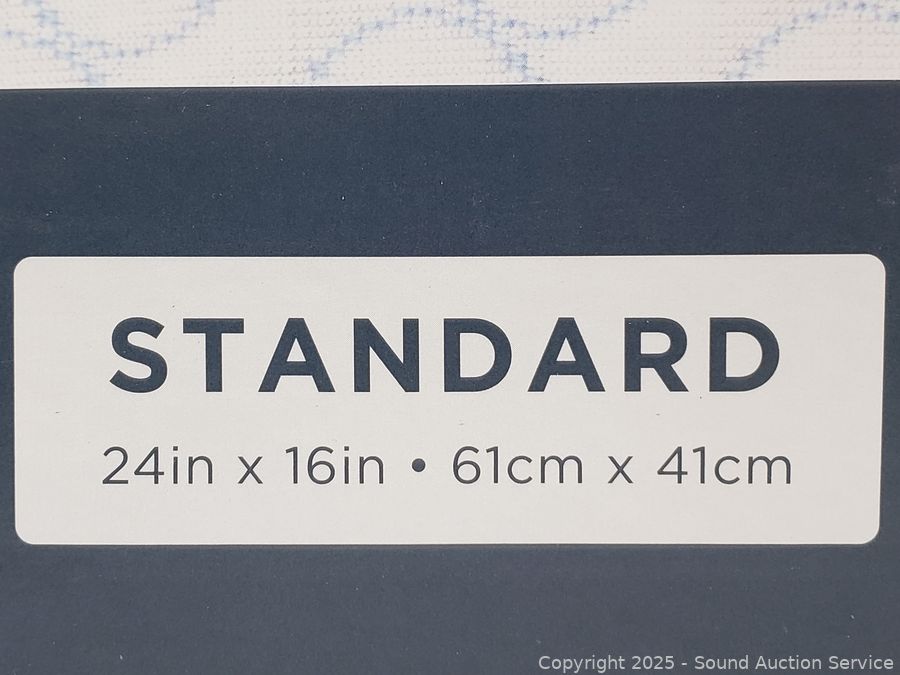 STANDARD
24in x 16in • 61cm x 41cm
Copyright 2025 - Sound Auction Service